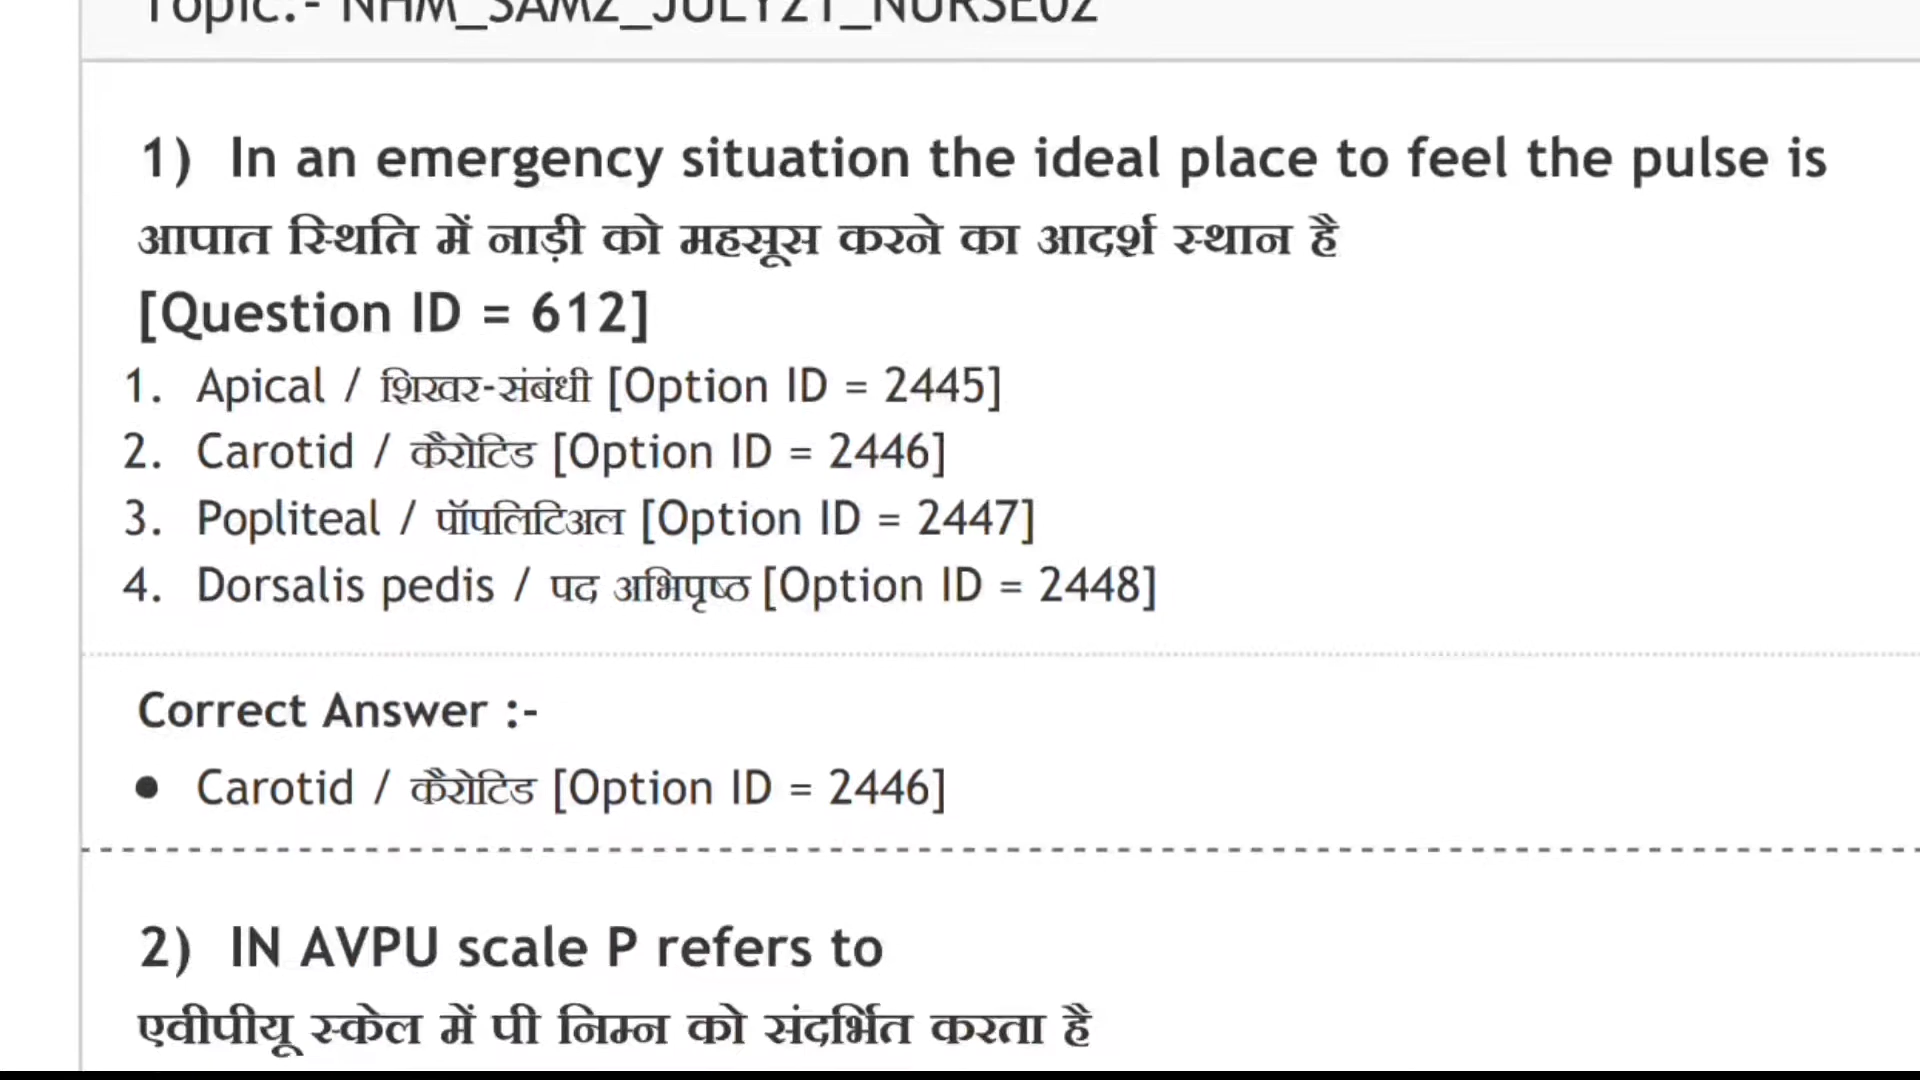 Topic:- NHM_SAMZ_JULY21_NURSE02
1) In an emergency situation the ideal place to feel the pulse is
आपात स्थिति में नाड़ी को महसूस करने का आदर्श स्थान है
[Question ID = 612]
1. Apical / शिखर-संबंधी [Option ID = 2445]
2. Carotid / कैरोटिड [Option ID = 2446]
3. Popliteal / पॉपलिटिअल [Option ID = 2447]
4. Dorsalis pedis / पद अभिपृष्ठ [Option ID = 2448]
Correct Answer :-
● Carotid / कैरोटिड [Option ID = 2446]
2) IN AVPU scale P refers to
एवीपीयू स्केल में पी निम्न को संदर्भित करता है